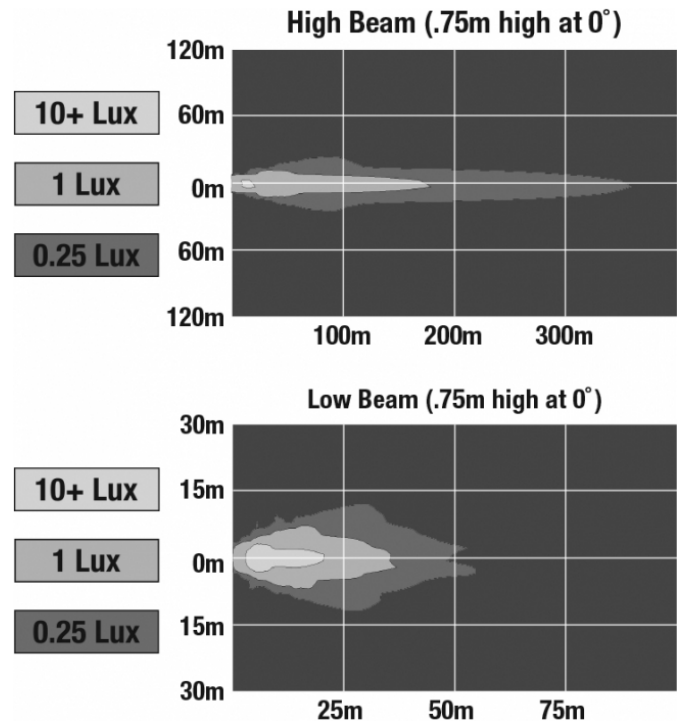 High Beam (.75m high at 0°)
120m
60m
0m
60m
120m
10+ Lux
1 Lux
0.25 Lux
100m 200m 300m
Low Beam (.75m high at 0°)
30m
15m
0m
15m
30m
10+ Lux
1 Lux
0.25 Lux
25m 50m 75m